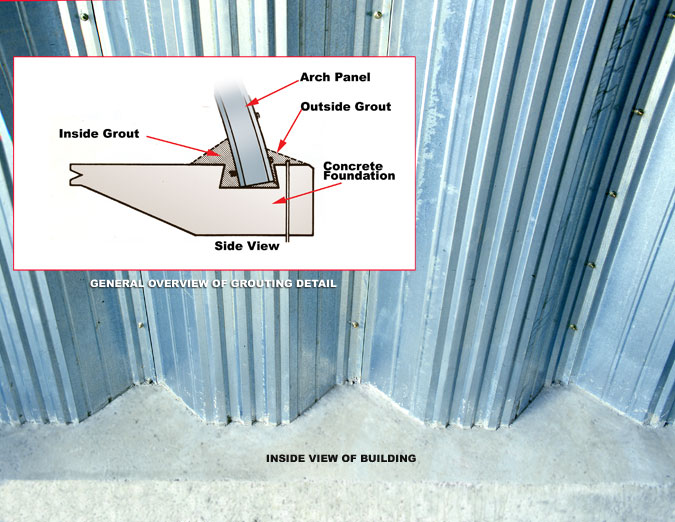 Arch Panel
Outside Grout
Inside Grout
Concrete
Foundation
Side View
GENERAL OVERVIEW OF GROUTING DETAIL
INSIDE VIEW OF BUILDING